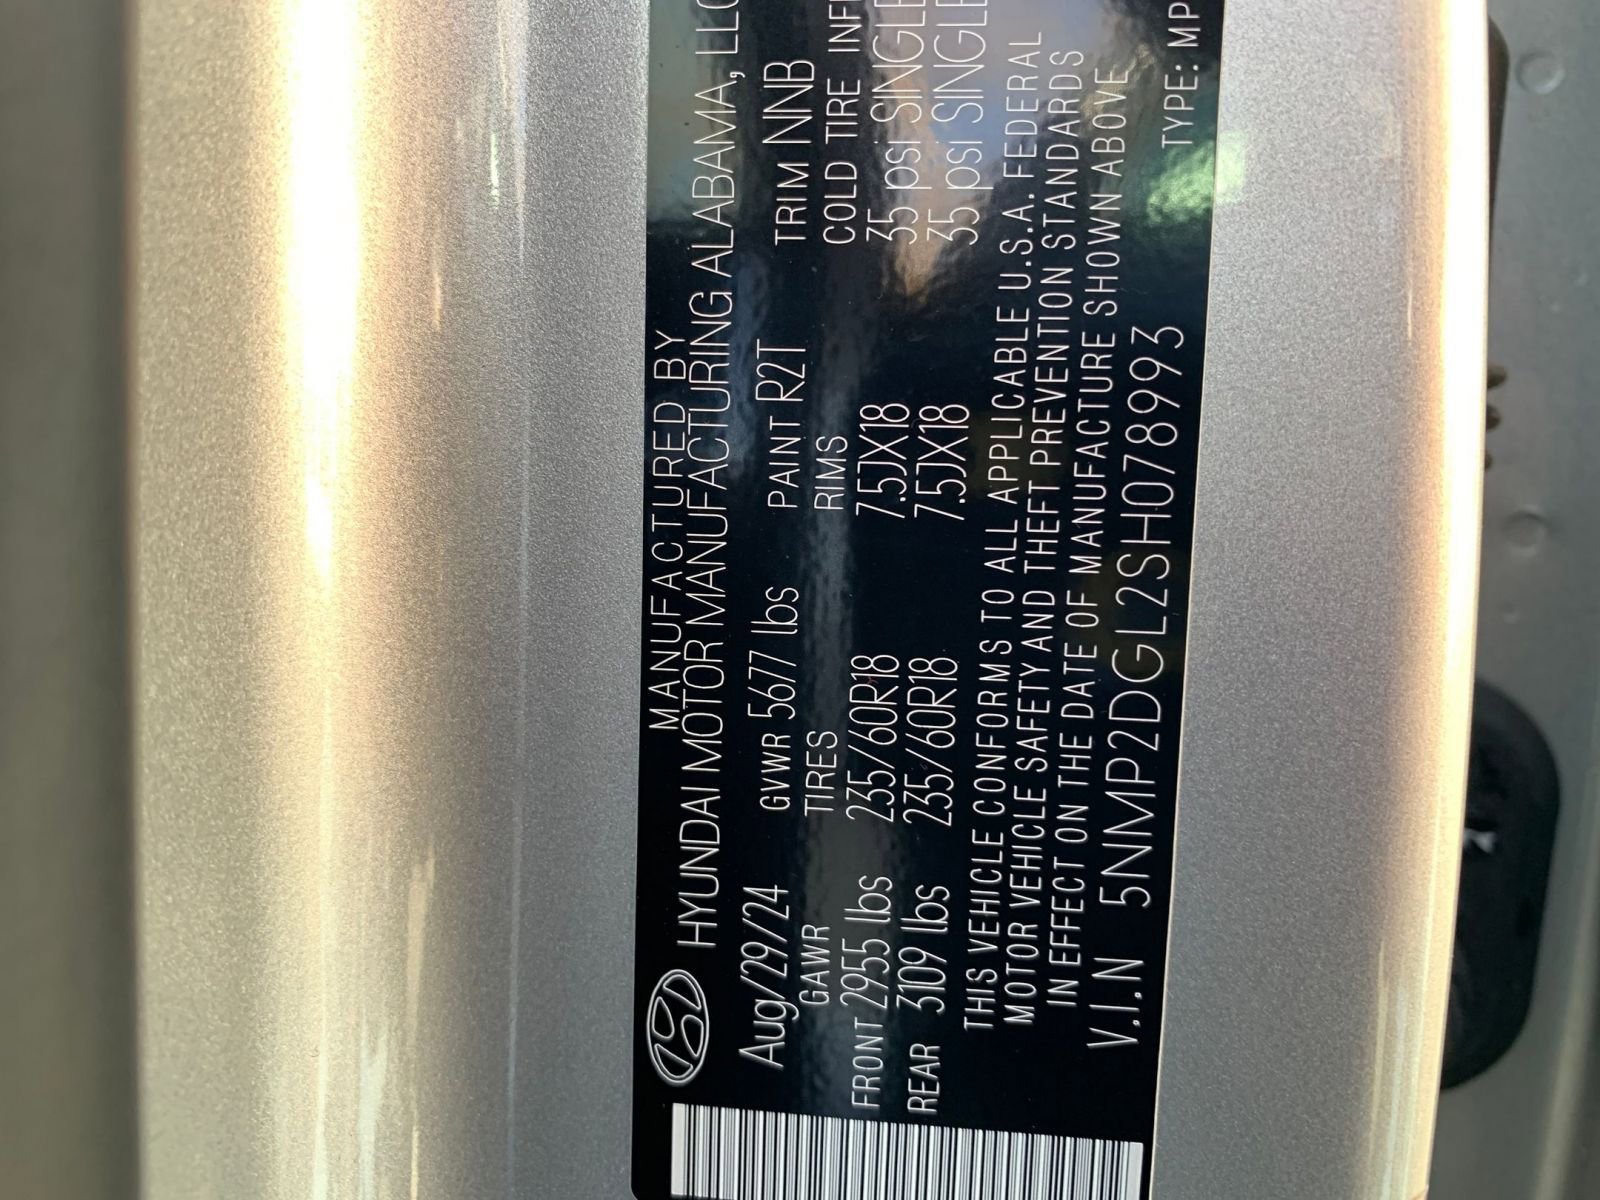 MANUFACTURED BY
HYUNDAI MOTOR MANUFACTURING ALABAMA, LLC
Aug/29/24 GVWR 5677 lbs PAINT R2T TRIM NNB
GAWR TIRES RIMS COLD TIRE INF
FRONT 2955 lbs 235/60R18 7.5JX18 35 psi SINGLE
REAR 3109 lbs 235/60R18 7.5JX18 35 psi SINGLE
THIS VEHICLE CONFORMS TO ALL APPLICABLE U.S.A. FEDERAL
MOTOR VEHICLE SAFETY AND THEFT PREVENTION STANDARDS
IN EFFECT ON THE DATE OF MANUFACTURE SHOWN ABOVE
V.I.N 5NMP2DGL2SH078993 TYPE: MP